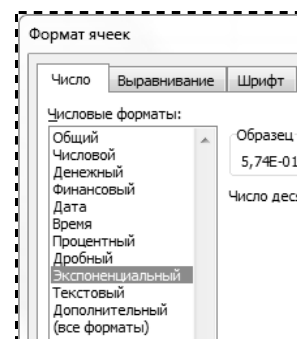 Формат ячеек
Число Выравнивание Шрифт
Числовые форматы:
Общий
Числовой
Денежный
Финансовый
Дата
Время
Процентный
Дробный
Экспоненциальный
Текстовый
Дополнительный
(все форматы)
Образец
5,74E-01
Число